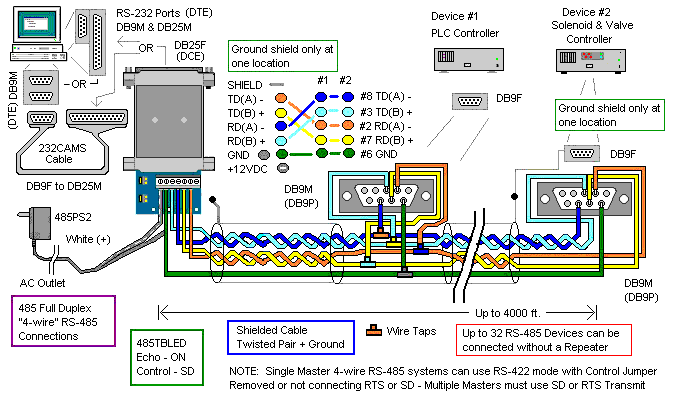 RS-232 Ports (DTE)
DB9M & DB25M
OR
DB25F
(DCE)
(DTE) DB9M
OR
232CAMS
Cable
DB9F to DB25M
485PS2
White (+)
AC Outlet
Ground shield only at
one location
#1 #2
SHIELD
TD(A) - #8 TD(A) -
TD(B) + #3 TD(B) +
RD(A) - #2 RD(A) -
RD(B) + #7 RD(B) +
GND #6 GND
+12VDC
Device #1
PLC Controller
DB9F
DB9M
(DB9P)
Device #2
Solenoid & Valve
Controller
Ground shield only at
one location
DB9F
DB9M
(DB9P)
Up to 4000 ft.
485 Full Duplex
"4-wire" RS-485
Connections
485TBLED
Echo - ON
Control - SD
Shielded Cable
Twisted Pair + Ground
Wire Taps
Up to 32 RS-485 Devices can be
connected without a Repeater
NOTE: Single Master 4-wire RS-485 systems can use RS-422 mode with Control Jumper
Removed or not connecting RTS or SD - Multiple Masters must use SD or RTS Transmit